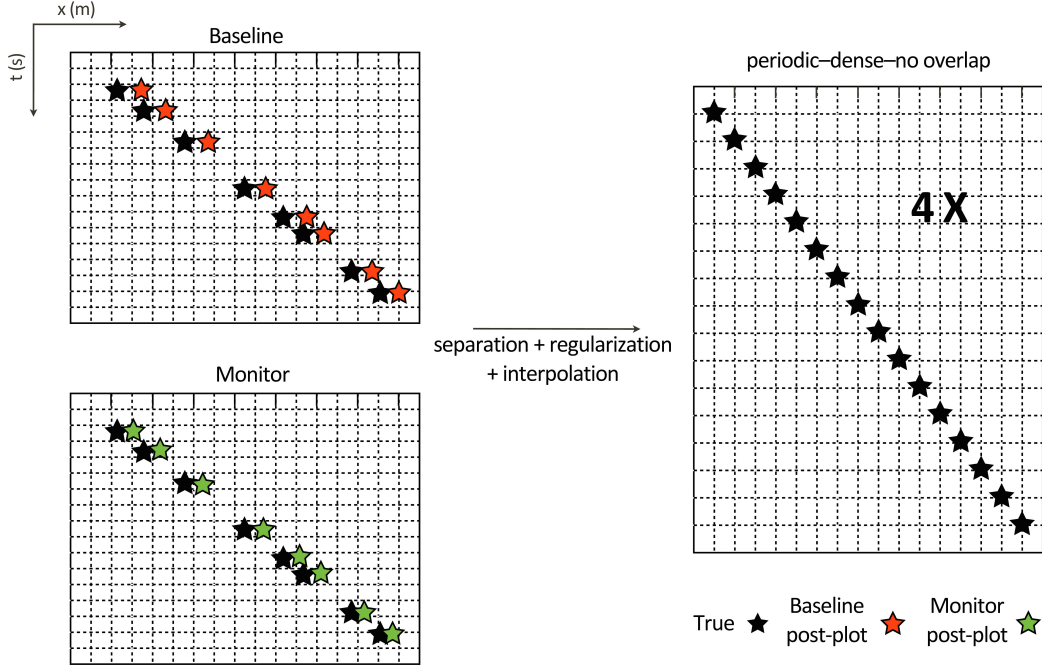 x (m)
t (s)
Baseline
periodic–dense–no overlap
4 X
separation + regularization
+ interpolation
Monitor
True
Baseline
post-plot
Monitor
post-plot